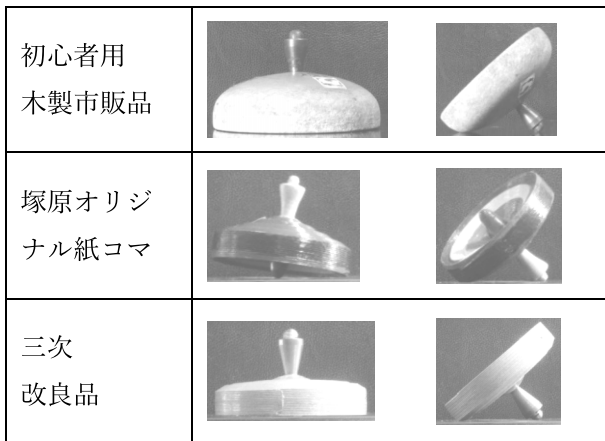 初心者用
木製市販品
塚原オリジ
ナル紙コマ
三次
改良品